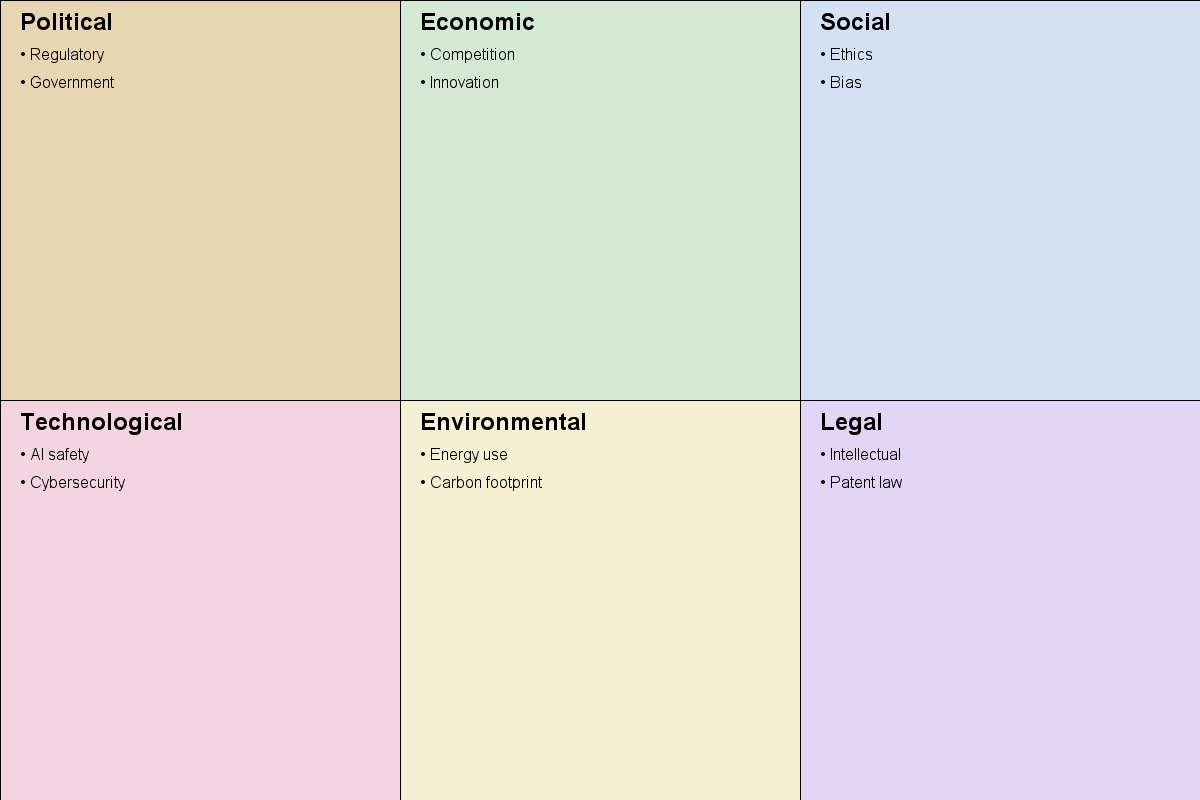 Political
• Regulatory
• Government
Economic
• Competition
• Innovation
Social
• Ethics
• Bias
Technological
• AI safety
• Cybersecurity
Environmental
• Energy use
• Carbon footprint
Legal
• Intellectual
• Patent law